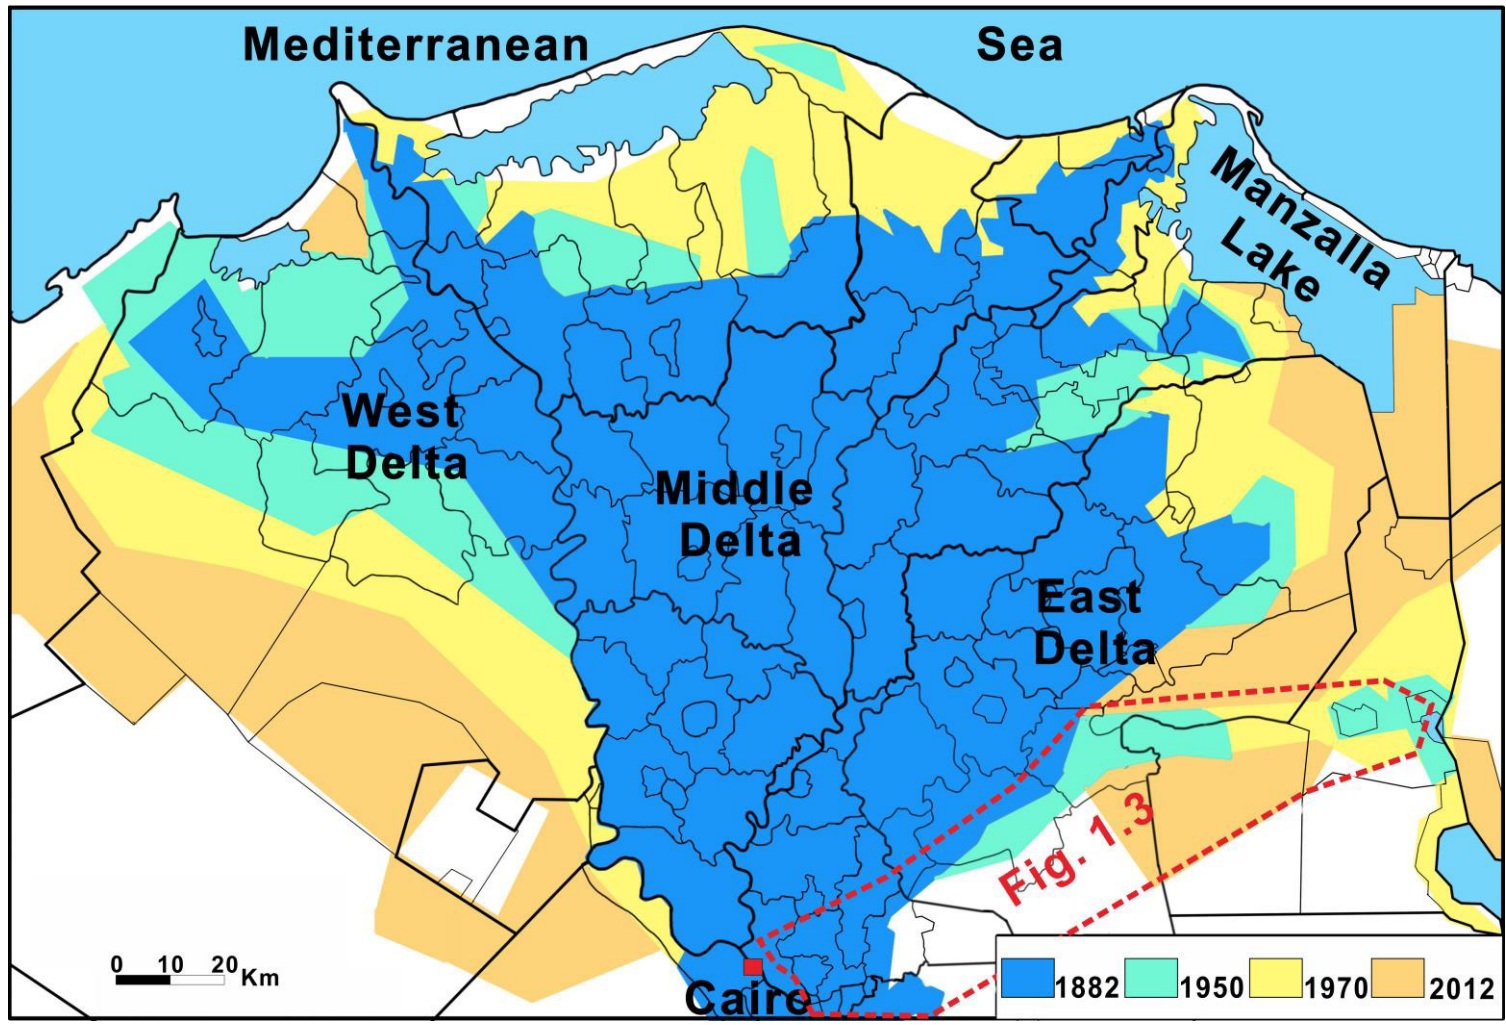 Mediterranean Sea
Manzalla
Lake
West
Delta
Middle
Delta
East
Delta
Fig. 1.3
0 10 20 Km
Cairo
1882 1950 1970 2012